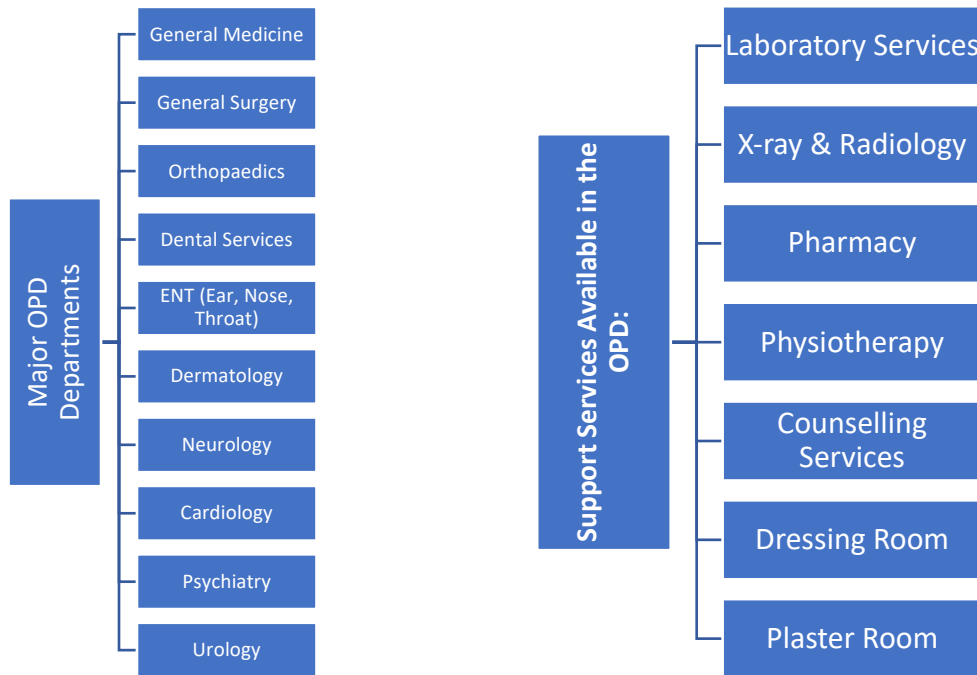 Major OPD
Departments
General Medicine
General Surgery
Orthopaedics
Dental Services
ENT (Ear, Nose,
Throat)
Dermatology
Neurology
Cardiology
Psychiatry
Urology
Support Services Available in the
OPD:
Laboratory Services
X-ray & Radiology
Pharmacy
Physiotherapy
Counselling
Services
Dressing Room
Plaster Room